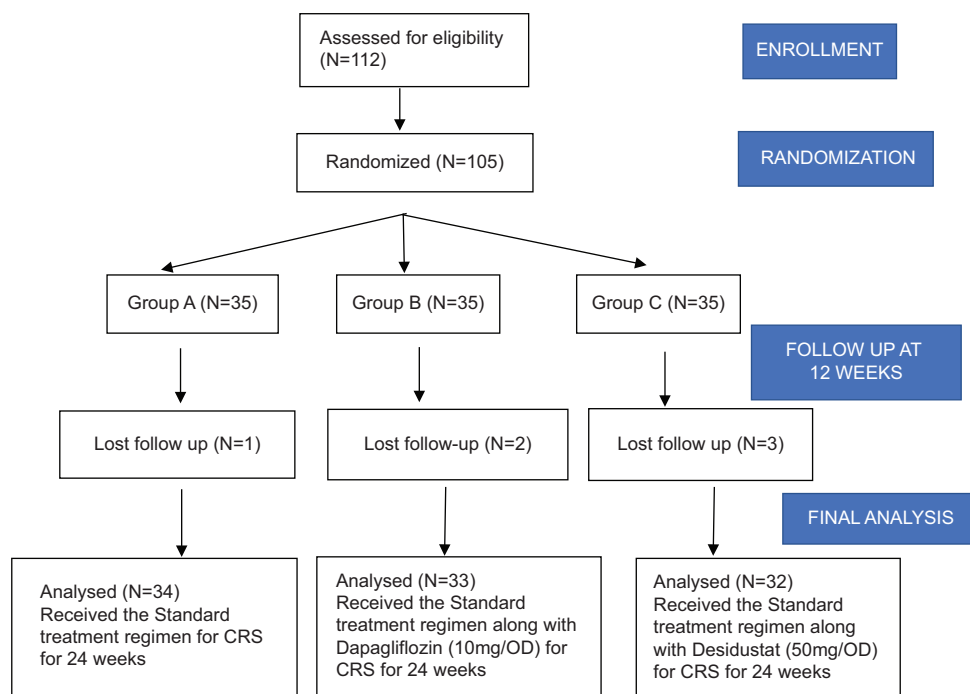 Assessed for eligibility
(N=112)
ENROLLMENT
Randomized (N=105)
RANDOMIZATION
Group A (N=35)
Group B (N=35)
Group C (N=35)
FOLLOW UP AT
12 WEEKS
Lost follow up (N=1)
Lost follow-up (N=2)
Lost follow up (N=3)
FINAL ANALYSIS
Analysed (N=34)
Received the Standard
treatment regimen for CRS
for 24 weeks
Analysed (N=33)
Received the Standard
treatment regimen along with
Dapagliflozin (10mg/OD) for
CRS for 24 weeks
Analysed (N=32)
Received the Standard
treatment regimen along
with Desidustat (50mg/OD)
for CRS for 24 weeks